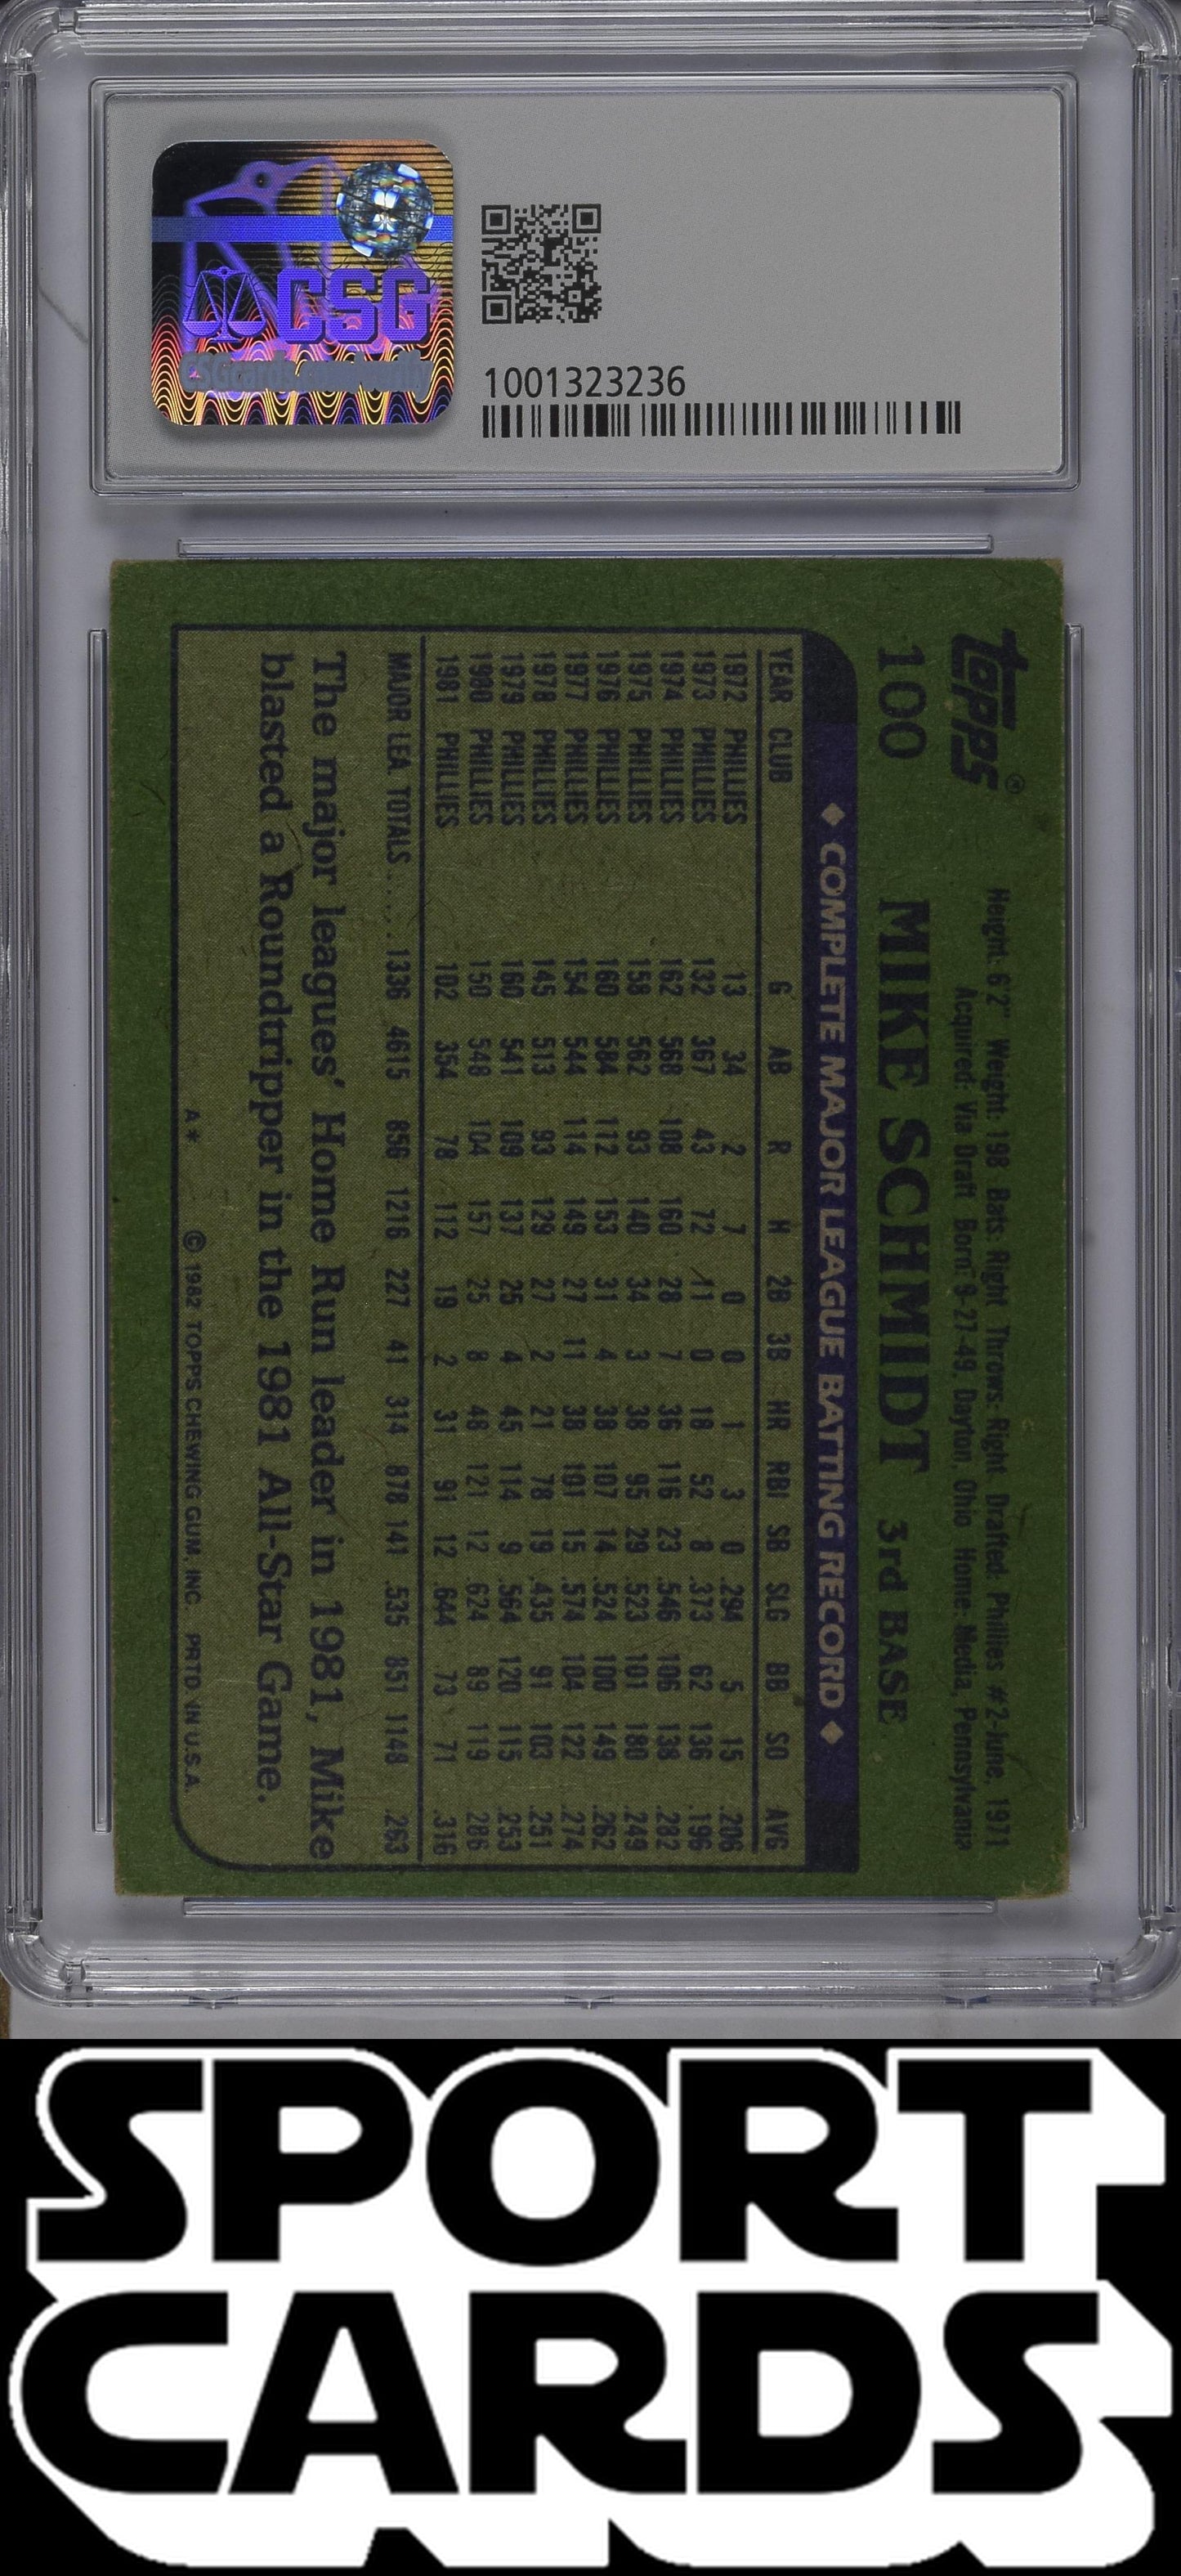 CSG
CSGcards.com/verify
1001323236
Topps®
100
Height: 6'2" Weight: 198 Bats: Right Throws: Right Drafted: Phillies #2-June, 1971
Acquired: Via Draft Born: 9-27-49, Dayton, Ohio Home: Media, Pennsylvania
MIKE SCHMIDT 3rd BASE
◆ COMPLETE MAJOR LEAGUE BATTING RECORD ◆
YEAR CLUB G AB R H 2B 3B HR RBI SB SLG BB SO AVG
1972 PHILLIES 13 34 2 7 0 0 1 3 0 .294 5 15 .206
1973 PHILLIES 132 367 43 72 11 0 18 52 8 .373 62 136 .196
1974 PHILLIES 162 568 108 160 28 7 36 116 23 .546 106 138 .282
1975 PHILLIES 158 562 93 140 34 3 38 95 29 .523 101 180 .249
1976 PHILLIES 160 584 112 153 31 4 38 107 14 .524 100 149 .262
1977 PHILLIES 154 544 114 149 27 11 38 101 15 .574 104 122 .274
1978 PHILLIES 145 513 93 129 27 2 21 78 19 .435 91 103 .251
1979 PHILLIES 160 541 109 137 25 4 45 114 9 .564 120 115 .253
1980 PHILLIES 150 548 104 157 25 8 48 121 12 .624 89 119 .286
1981 PHILLIES 102 354 78 112 19 2 31 91 12 .644 73 71 .316
MAJOR LEA TOTALS.... 1336 4615 856 1216 227 41 314 878 141 .535 851 1148 .263
The major leagues' Home Run leader in 1981, Mike
blasted a Roundtripper in the 1981 All-Star Game.
A* © 1982 TOPPS CHEWING GUM, INC. PRTD. IN U.S.A.
SPORT
CARDS